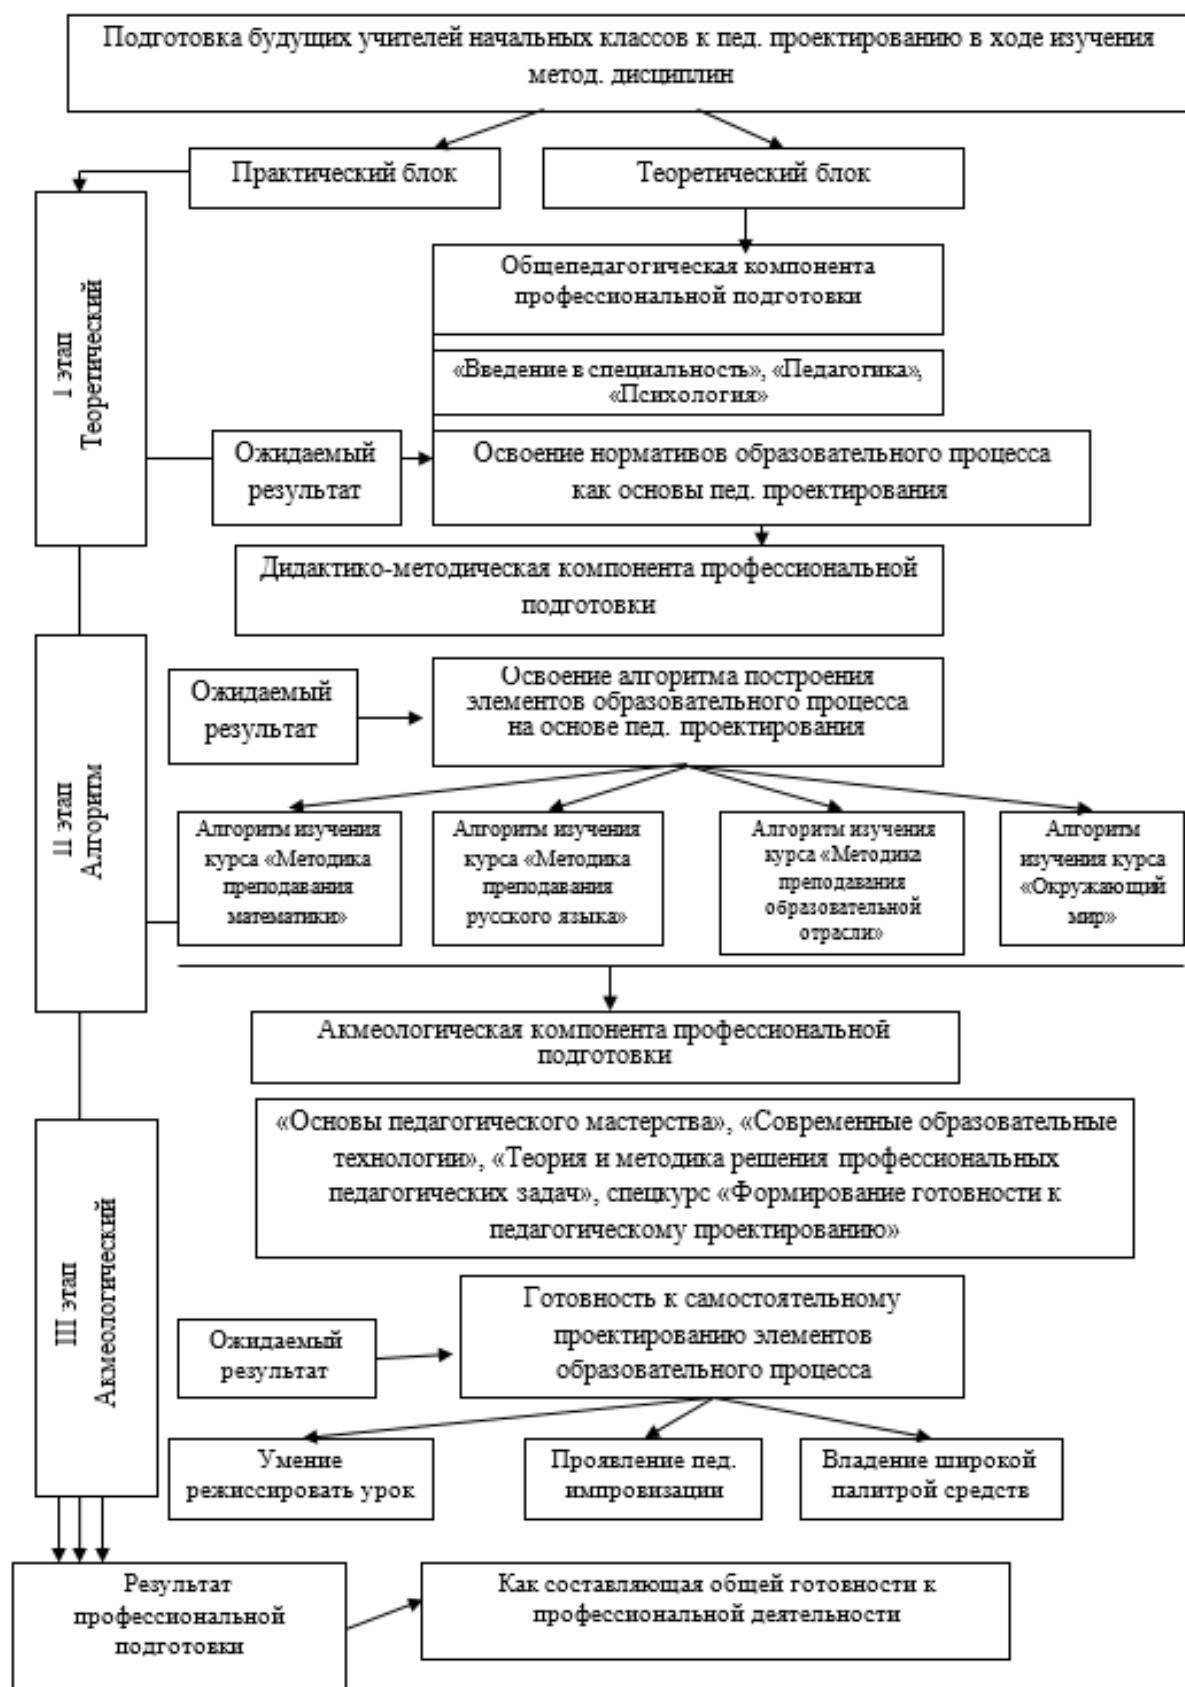 Подготовка будущих учителей начальных классов к пед. проектированию в ходе изучения
метод. дисциплин
Практический блок
Теоретический блок
I этап
Теоретический
Общепедагогическая компонента
профессиональной подготовки
«Введение в специальность», «Педагогика»,
«Психология»
Ожидаемый
результат
Освоение нормативов образовательного процесса
как основы пед. проектирования
Дидактико-методическая компонента профессиональной
подготовки
II этап
Алгоритм
Ожидаемый
результат
Освоение алгоритма построения
элементов образовательного процесса
на основе пед. проектирования
Алгоритм изучения
курса «Методика
преподавания
математики»
Алгоритм изучения
курса «Методика
преподавания
русского языка»
Алгоритм изучения
курса «Методика
преподавания
образовательной
отрасли»
Алгоритм
изучения курса
«Окружающий
мир»
Акмеологическая компонента профессиональной
подготовки
III этап
Акмеологический
«Основы педагогического мастерства», «Современные образовательные
технологии», «Теория и методика решения профессиональных
педагогических задач», спецкурс «Формирование готовности к
педагогическому проектированию»
Ожидаемый
результат
Готовность к самостоятельному
проектированию элементов
образовательного процесса
Умение
режиссировать урок
Проявление пед.
импровизации
Владение широкой
палитрой средств
Результат
профессиональной
подготовки
Как составляющая общей готовности к
профессиональной деятельности